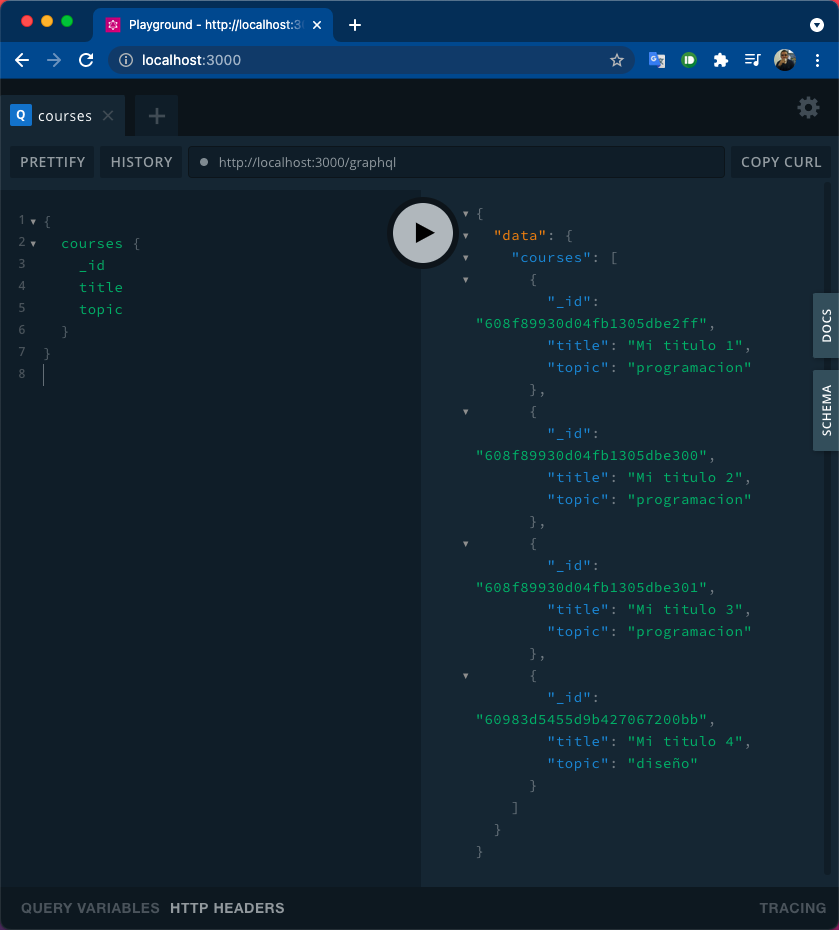 Playground - http://localhost:3
localhost:3000
Q courses
PRETTIFY HISTORY http://localhost:3000/graphql COPY CURL
1 {
2 courses {
3 _id
4 title
5 topic
6 }
7 }
8
{
"data": {
"courses": [
{
"_id":
"608f89930d04fb1305dbe2ff",
"title": "Mi titulo 1",
"topic": "programacion"
},
{
"_id":
"608f89930d04fb1305dbe300",
"title": "Mi titulo 2",
"topic": "programacion"
},
{
"_id":
"608f89930d04fb1305dbe301",
"title": "Mi titulo 3",
"topic": "programacion"
},
{
"_id":
"60983d5455d9b427067200bb",
"title": "Mi titulo 4",
"topic": "diseño"
}
]
}
}
DOCS
SCHEMA
QUERY VARIABLES HTTP HEADERS TRACING